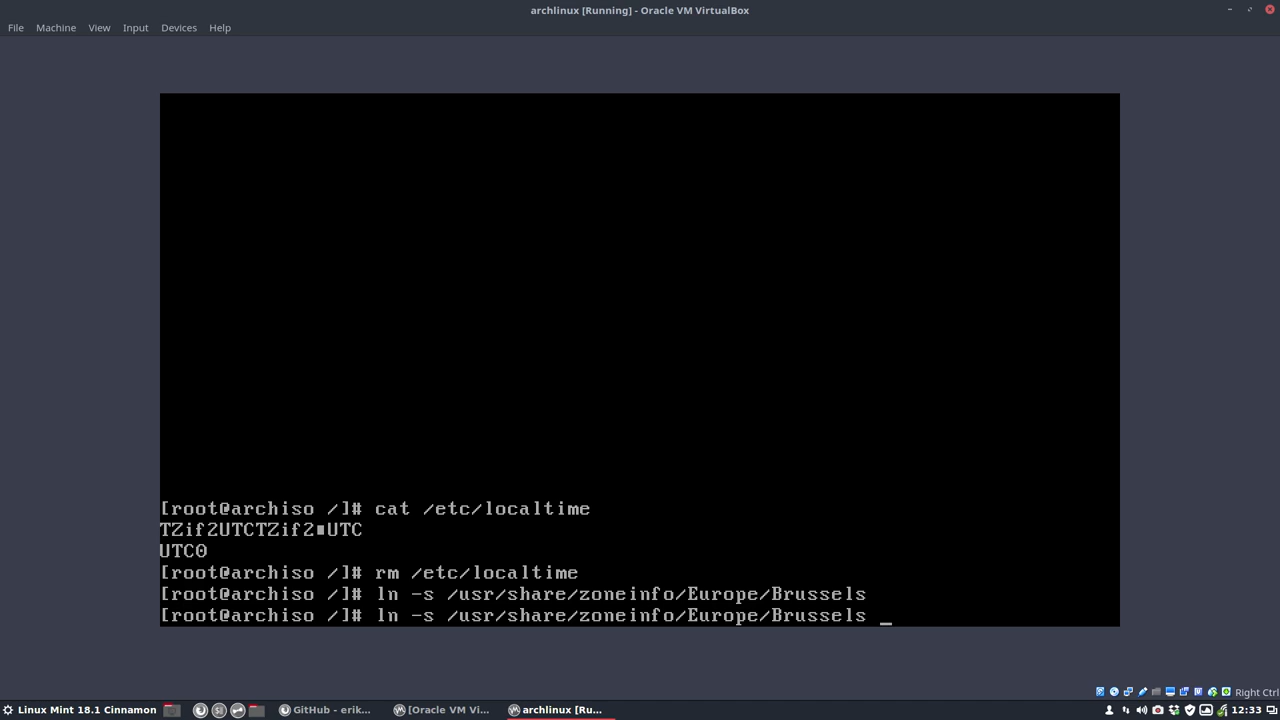 archlinux [Running] - Oracle VM VirtualBox
File Machine View Input Devices Help
[root@archiso /]# cat /etc/localtime
TZif2UTCTZif2∎UTC
UTC0
[root@archiso /]# rm /etc/localtime
[root@archiso /]# ln -s /usr/share/zoneinfo/Europe/Brussels
[root@archiso /]# ln -s /usr/share/zoneinfo/Europe/Brussels _
Right Ctrl
Linux Mint 18.1 Cinnamon GitHub - erik... [Oracle VM Vi... archlinux [Ru... 12:33